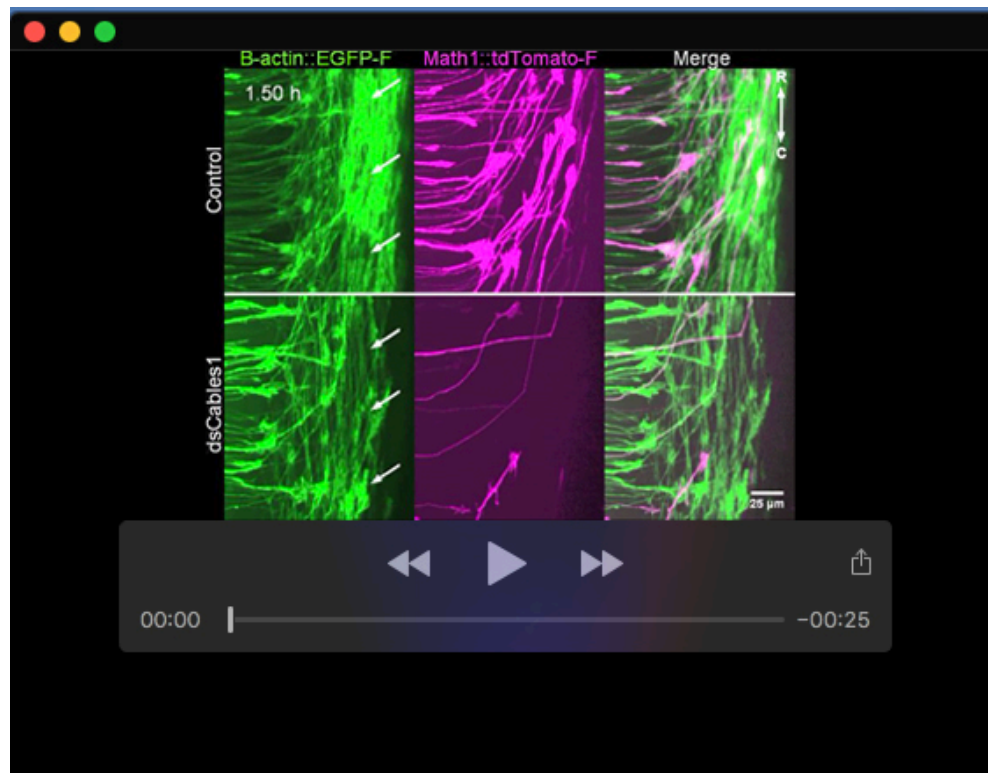 B-actin::EGFP-F Math1::tdTomato-F Merge
1.50 h
R
C
Control
dsCables1
25 µm
00:00 -00:25